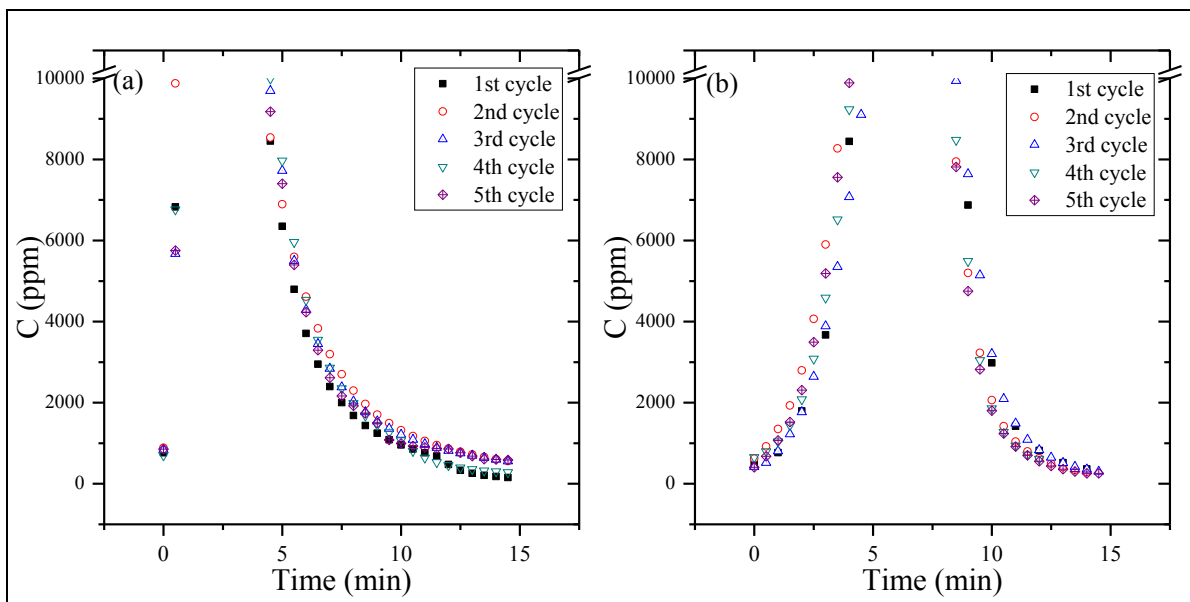 (a)
1st cycle
2nd cycle
3rd cycle
4th cycle
5th cycle
10000
8000
6000
4000
2000
0
C (ppm)
0 5 10 15
Time (min)
(b)
1st cycle
2nd cycle
3rd cycle
4th cycle
5th cycle
10000
8000
6000
4000
2000
0
C (ppm)
0 5 10 15
Time (min)